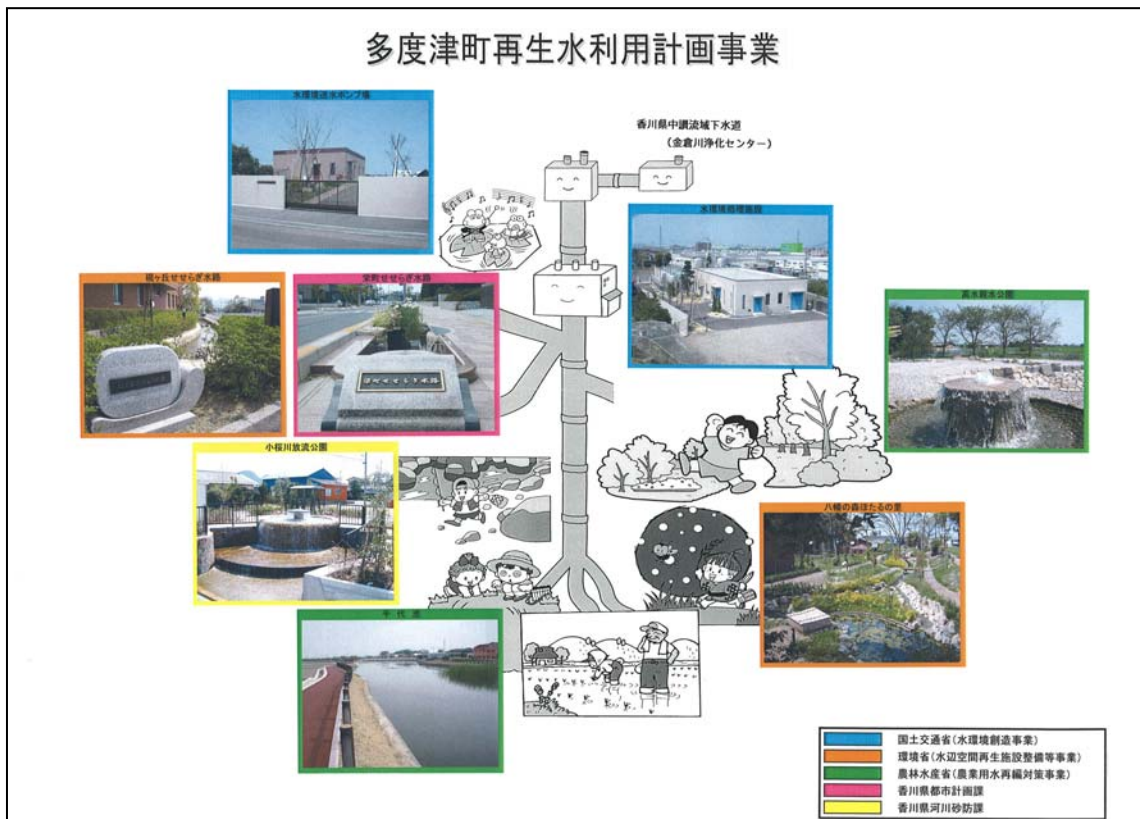 多度津町再生水利用計画事業
水環境送水ポンプ場
香川県中讃流域下水道
(金倉川浄化センター)
水環境処理施設
桃ヶ丘せせらぎ水路
栄町せせらぎ水路
高水親水公園
小桜川放流公園
八幡の森ほたるの里
千代池
国土交通省(水環境創造事業)
環境省(水辺空間再生施設整備等事業)
農林水産省(農業用水再編対策事業)
香川県都市計画課
香川県河川砂防課